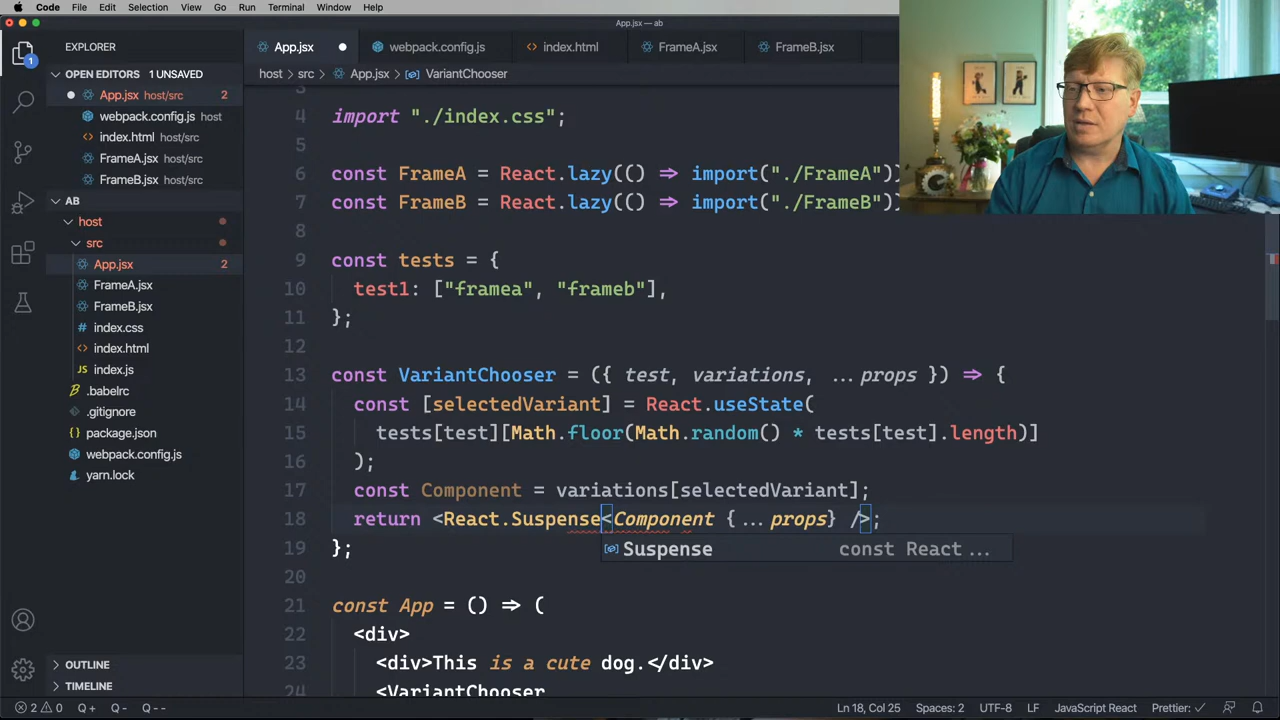 Code File Edit Selection View Go Run Terminal Window Help
App.jsx — ab
EXPLORER
App.jsx
webpack.config.js
index.html
FrameA.jsx
FrameB.jsx
1
OPEN EDITORS 1 UNSAVED
host > src > App.jsx > VariantChooser
App.jsx host/src 2
webpack.config.js host
index.html host/src
FrameA.jsx host/src
FrameB.jsx host/src
AB
host
src
App.jsx 2
FrameA.jsx
FrameB.jsx
index.css
index.html
JS index.js
.babelrc
.gitignore
package.json
webpack.config.js
yarn.lock
OUTLINE
TIMELINE
3
4 import "./index.css";
5
6 const FrameA = React.lazy(() => import("./FrameA"))
7 const FrameB = React.lazy(() => import("./FrameB"))
8
9 const tests = {
10 test1: ["framea", "frameb"],
11 };
12
13 const VariantChooser = ({ test, variations, ...props }) => {
14 const [selectedVariant] = React.useState(
15 tests[test][Math.floor(Math.random() * tests[test].length)]
16 );
17 const Component = variations[selectedVariant];
18 return <React.Suspense<Component {...props} />;
Suspense const React...
19 };
20
21 const App = () => (
22 <div>
23 <div>This is a cute dog.</div>
24 <VariantChooser
2 0 Q+ Q- Q-- Ln 18, Col 25 Spaces: 2 UTF-8 LF JavaScript React Prettier: ✓